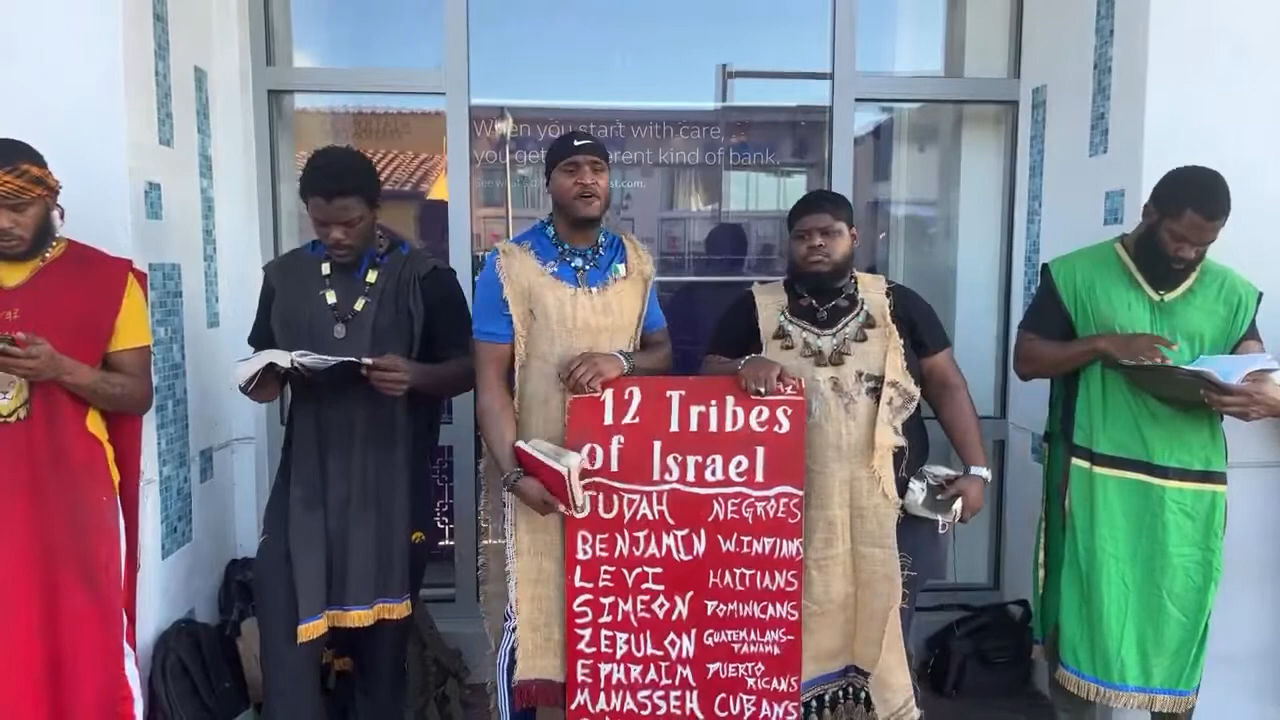 When you start with care,
you get erent kind of bank.
12 Tribes
of Israel
JUDAH NEGROES
BENJAMIN W.INDIANS
LEVI HAITIANS
SIMEON DOMINICANS
ZEBULON GUATEMALANS-
PANAMA
EPHRAIM PUERTO
RICANS
MANASSEH CUBANS